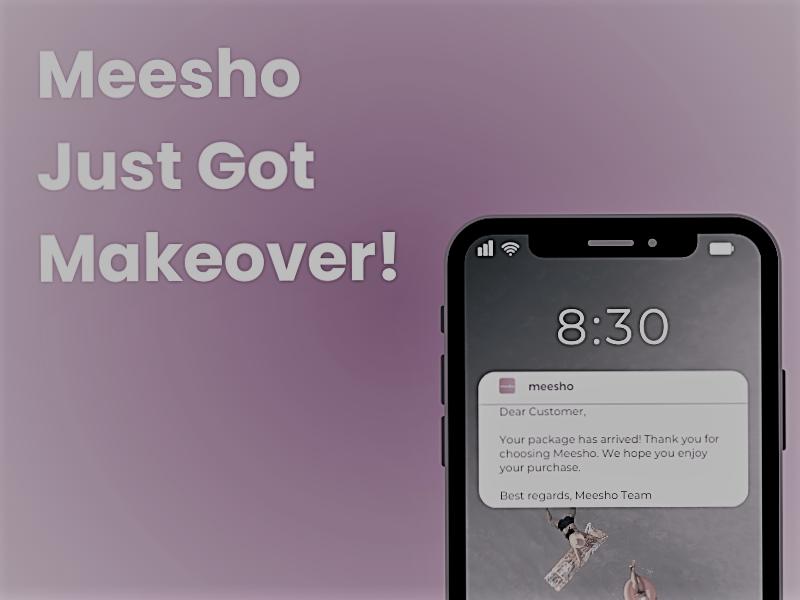 Meesho
Just Got
Makeover!
8:30
meesho
Dear Customer,
Your package has arrived! Thank you for
choosing Meesho. We hope you enjoy
your purchase.
Best regards, Meesho Team